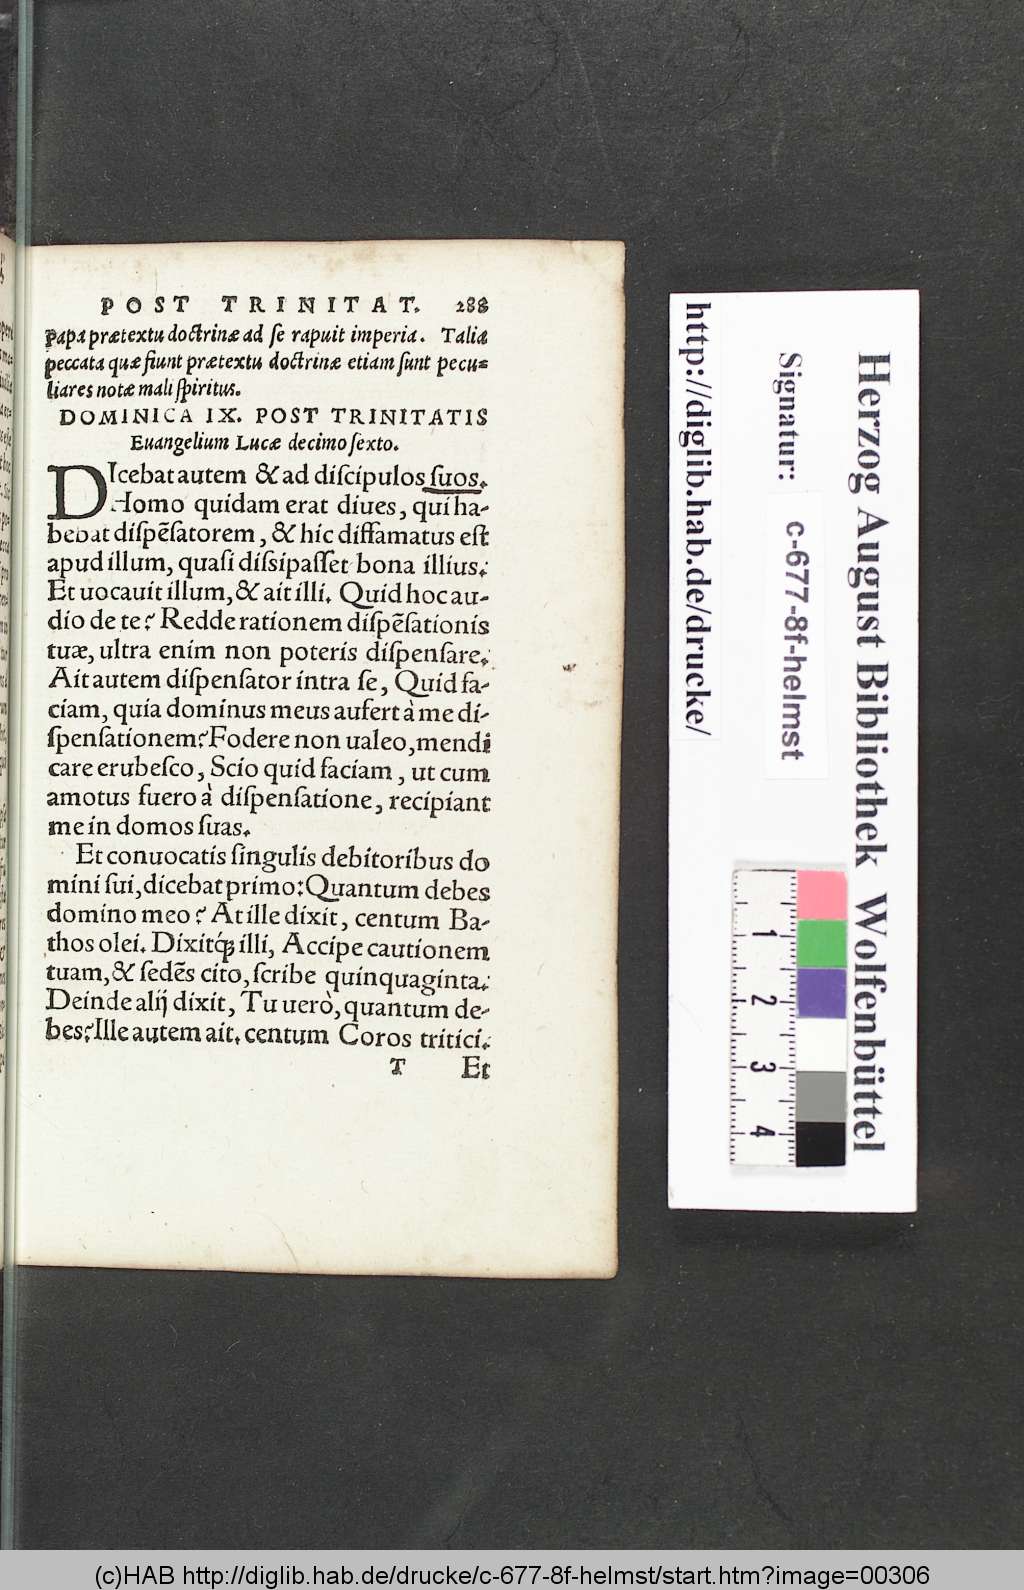 POST TRINITAT. 288
papa prætextu doctrinæ ad ſe rapuit imperia. Talia
peccata quæ fiunt prætextu doctrinæ etiam ſunt pecu⸗
liares notæ mali ſpiritus.
DOMINICA IX. POST TRINITATIS
Euangelium Lucæ decimo ſexto.
DIcebat autem & ad diſcipulos ſuos.
Homo quidam erat diues, qui ha-
bebat diſpẽſatorem, & hic diffamatus eſt
apud illum, quaſi diſsipaſſet bona illius.
Et uocauit illum, & ait illi. Quid hoc au-
dio de te? Redde rationem diſpẽſationis
tuæ, ultra enim non poteris diſpenſare.
Ait autem diſpenſator intra ſe, Quid fa-
ciam, quia dominus meus aufert à me di-
ſpenſationem? Fodere non ualeo, mendi
care erubeſco, Scio quid faciam, ut cum
amotus fuero à diſpenſatione, recipiant
me in domos ſuas.
Et conuocatis ſingulis debitoribus do
mini ſui, dicebat primo: Quantum debes
domino meo? At ille dixit, centum Ba-
thos olei. Dixitq́ꝫ illi, Accipe cautionem
tuam, & ſedẽs cito, ſcribe quinquaginta.
Deinde alij dixit, Tu uerò, quantum de-
bes? Ille autem ait. centum Coros tritici.
T Et
http://diglib.hab.de/drucke/
Signatur:
c-677-8f-helmst
Herzog August Bibliothek Wolfenbüttel
1
2
3
4
(c)HAB http://diglib.hab.de/drucke/c-677-8f-helmst/start.htm?image=00306